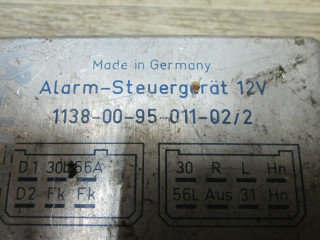 Made in Germany
Alarm-Steuergerät 12V
1138-00-95 011-02/2
D1 30 56A
30 R L Hn
D2 Fk Fk
56L Aus 31 Hn